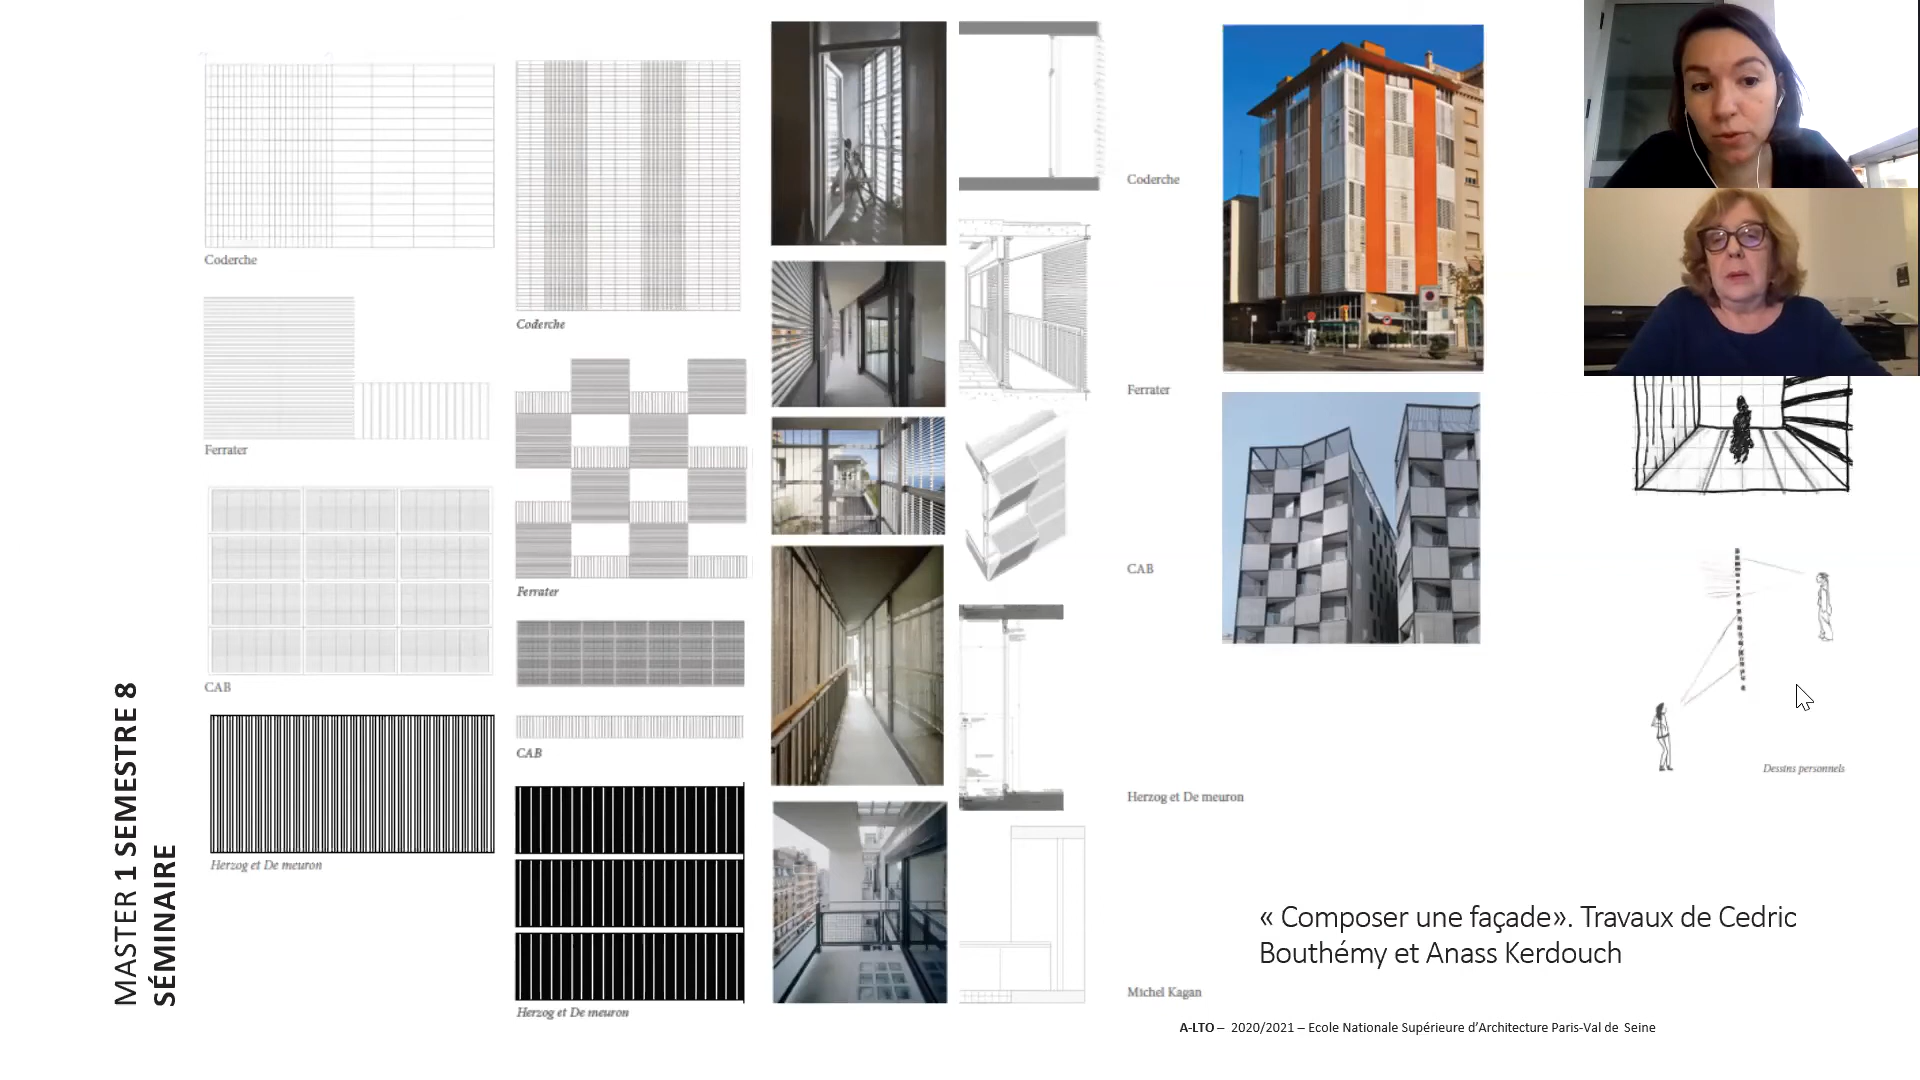 MASTER 1 SEMESTRE 8
SÉMINAIRE
Coderche
Ferrater
CAB
Herzog et De meuron
Coderche
Ferrater
CAB
Herzog et De meuron
Coderche
Ferrater
CAB
Herzog et De meuron
Michel Kagan
Dessins personnels
« Composer une façade». Travaux de Cedric
Bouthémy et Anass Kerdouch
A-LTO – 2020/2021 – Ecole Nationale Supérieure d’Architecture Paris-Val de Seine